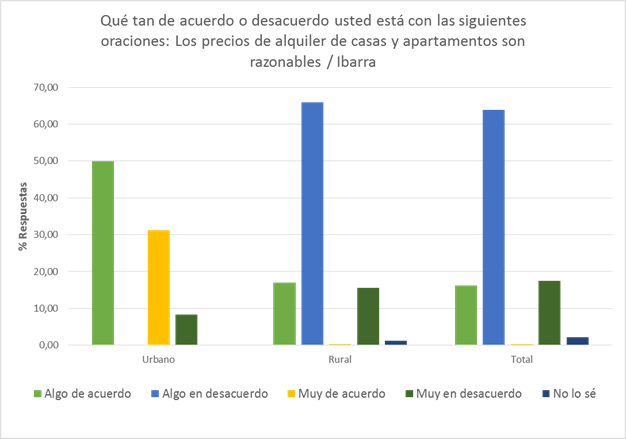 Qué tan de acuerdo o desacuerdo usted está con las siguientes
oraciones: Los precios de alquiler de casas y apartamentos son
razonables / Ibarra
70,00
60,00
50,00
40,00
30,00
20,00
10,00
0,00
% Respuestas
Urbano Rural Total
Algo de acuerdo Algo en desacuerdo Muy de acuerdo Muy en desacuerdo No lo sé